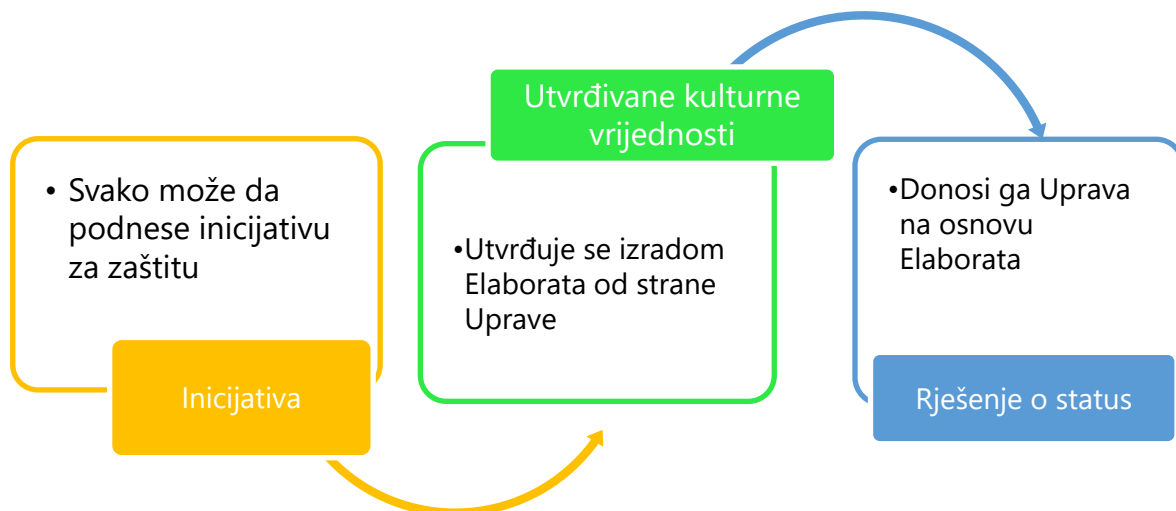 • Svako može da
podnese inicijativu
za zaštitu
Inicijativa
Utvrđivane kulturne
vrijednosti
•Utvrđuje se izradom
Elaborata od strane
Uprave
•Donosi ga Uprava
na osnovu
Elaborata
Rješenje o status